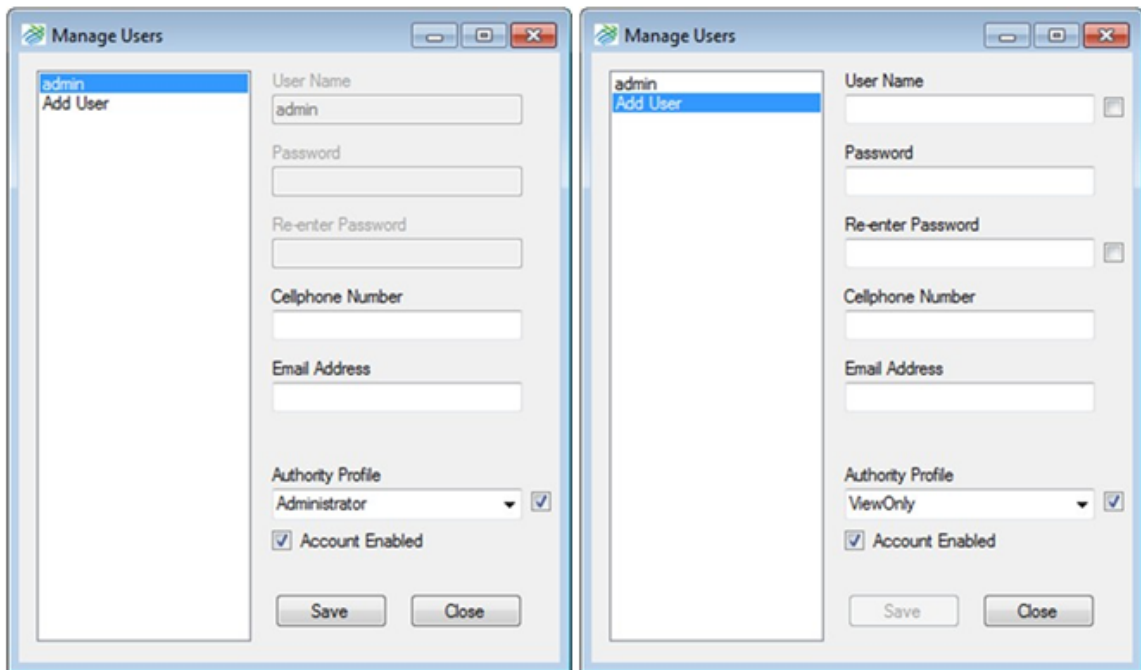 Manage Users
admin
Add User
User Name
admin
Password
Re-enter Password
Cellphone Number
Email Address
Authority Profile
Administrator
Account Enabled
Save
Close
Manage Users
admin
Add User
User Name
Password
Re-enter Password
Cellphone Number
Email Address
Authority Profile
ViewOnly
Account Enabled
Save
Close